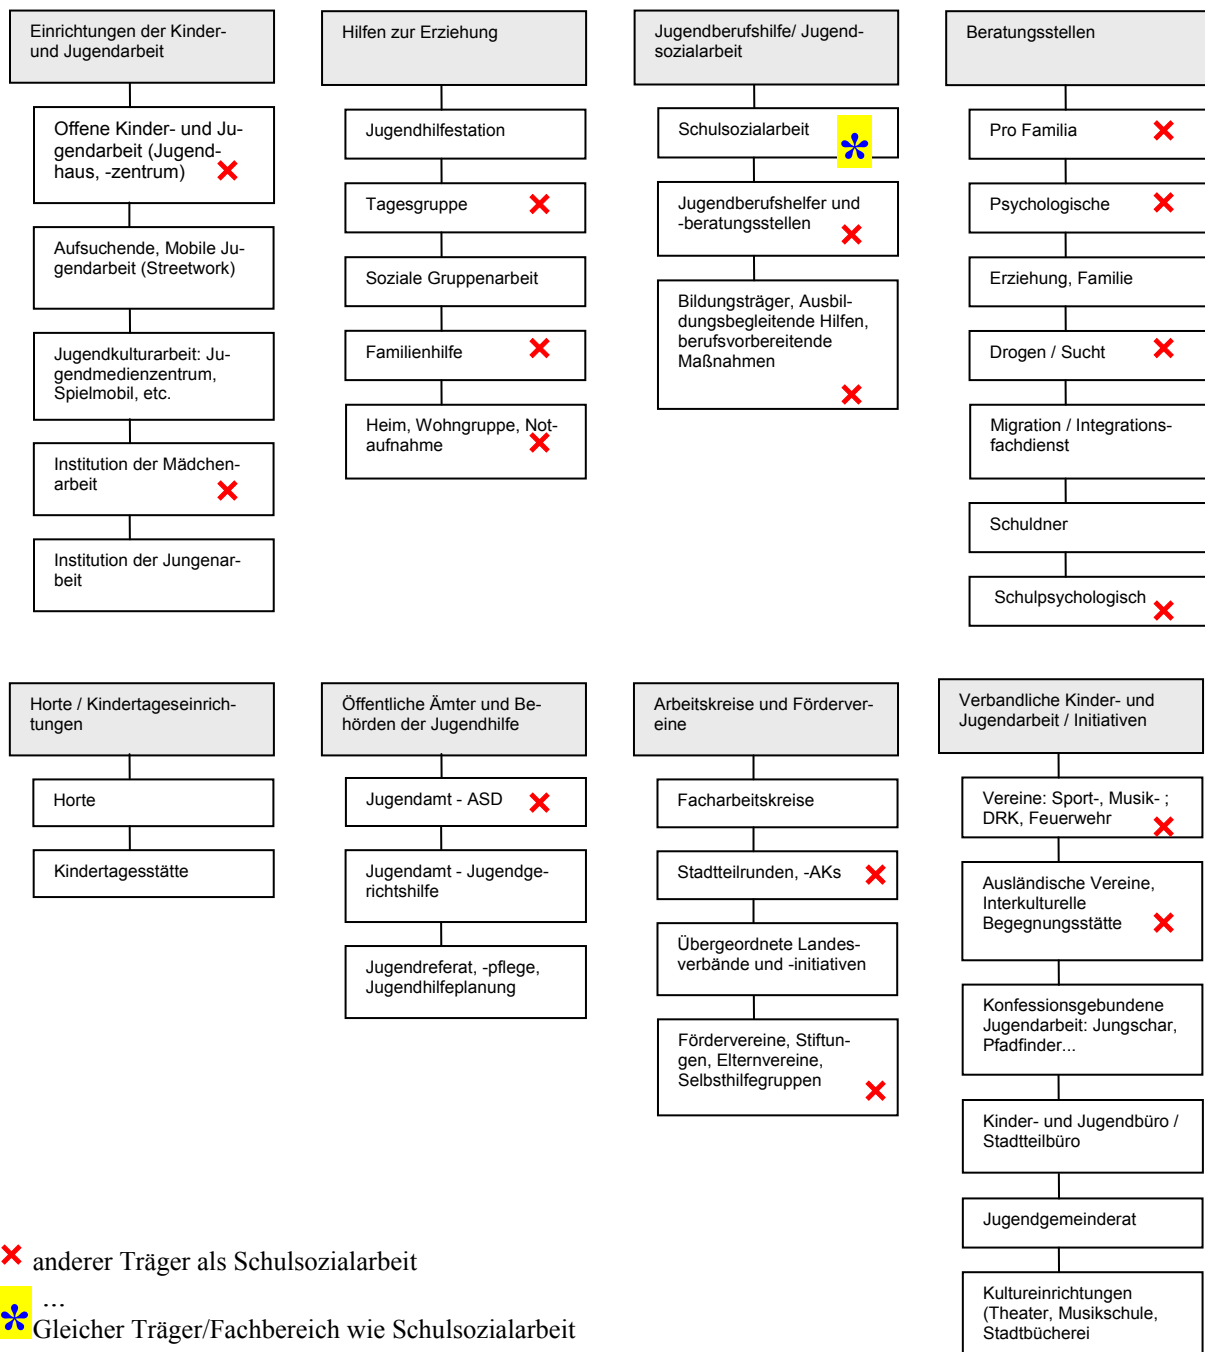 Einrichtungen der Kinder-
und Jugendarbeit
Offene Kinder- und Ju-
gendarbeit (Jugend-
haus, -zentrum)
Aufsuchende, Mobile Ju-
gendarbeit (Streetwork)
Jugendkulturarbeit: Ju-
gendmedienzentrum,
Spielmobil, etc.
Institution der Mädchen-
arbeit
Institution der Jungenar-
beit
Hilfen zur Erziehung
Jugendhilfestation
Tagesgruppe
Soziale Gruppenarbeit
Familienhilfe
Heim, Wohngruppe, Not-
aufnahme
Jugendberufshilfe/ Jugend-
sozialarbeit
Schulsozialarbeit
Jugendberufshelfer und
-beratungsstellen
Bildungsträger, Ausbil-
dungsbegleitende Hilfen,
berufsvorbereitende
Maßnahmen
Beratungsstellen
Pro Familia
Psychologische
Erziehung, Familie
Drogen / Sucht
Migration / Integrations-
fachdienst
Schuldner
Schulpsychologisch
Horte / Kindertageseinrich-
tungen
Horte
Kindertagesstätte
Öffentliche Ämter und Be-
hörden der Jugendhilfe
Jugendamt - ASD
Jugendamt - Jugendge-
richtshilfe
Jugendreferat, -pflege,
Jugendhilfeplanung
Arbeitskreise und Förderver-
eine
Facharbeitskreise
Stadtteilrunden, -AKs
Übergeordnete Landes-
verbände und -initiativen
Fördervereine, Stiftun-
gen, Elternvereine,
Selbsthilfegruppen
Verbandliche Kinder- und
Jugendarbeit / Initiativen
Vereine: Sport-, Musik- ;
DRK, Feuerwehr
Ausländische Vereine,
Interkulturelle
Begegnungsstätte
Konfessionsgebundene
Jugendarbeit: Jungschar,
Pfadfinder...
Kinder- und Jugendbüro /
Stadtteilbüro
Jugendgemeinderat
Kultureinrichtungen
(Theater, Musikschule,
Stadtbücherei
anderer Träger als Schulsozialarbeit
...
Gleicher Träger/Fachbereich wie Schulsozialarbeit